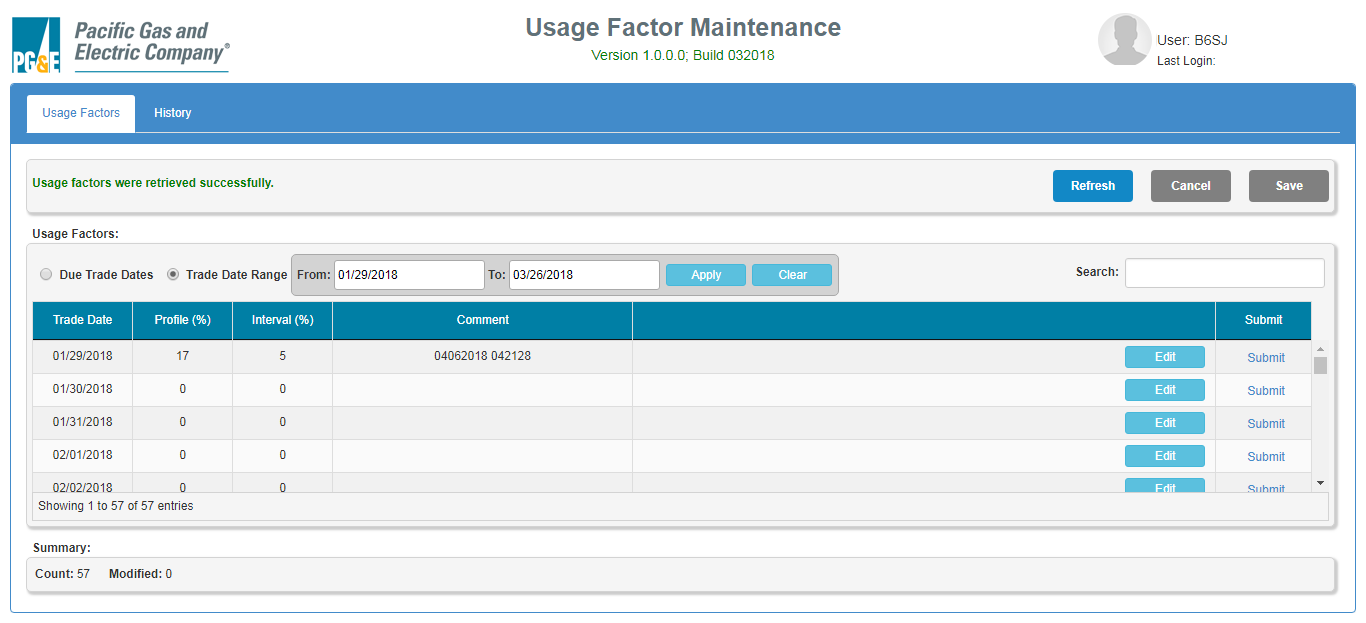 PG&E Pacific Gas and
Electric Company®
Usage Factor Maintenance
Version 1.0.0.0; Build 032018
User: B6SJ
Last Login:
Usage Factors History
Usage factors were retrieved successfully. Refresh Cancel Save
Usage Factors:
Due Trade Dates Trade Date Range From: 01/29/2018 To: 03/26/2018 Apply Clear Search:
Trade Date Profile (%) Interval (%) Comment Submit
01/29/2018 17 5 04062018 042128 Edit Submit
01/30/2018 0 0 Edit Submit
01/31/2018 0 0 Edit Submit
02/01/2018 0 0 Edit Submit
02/02/2018 0 0 Edit Submit
Showing 1 to 57 of 57 entries
Summary:
Count: 57 Modified: 0